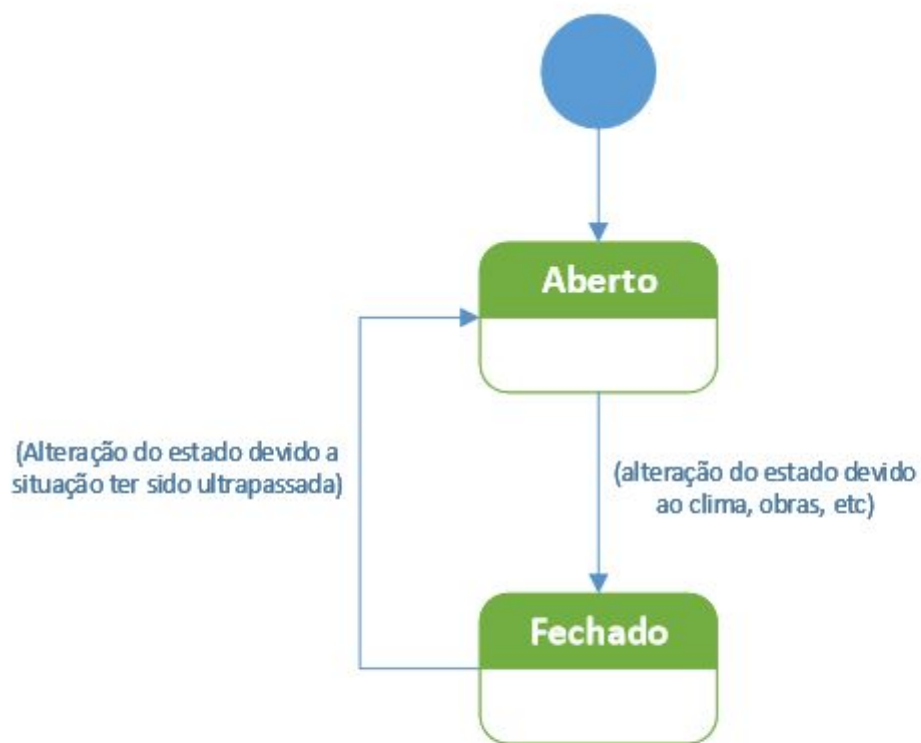 Aberto
(Alteração do estado devido a
situação ter sido ultrapassada)
(alteração do estado devido
ao clima, obras, etc)
Fechado